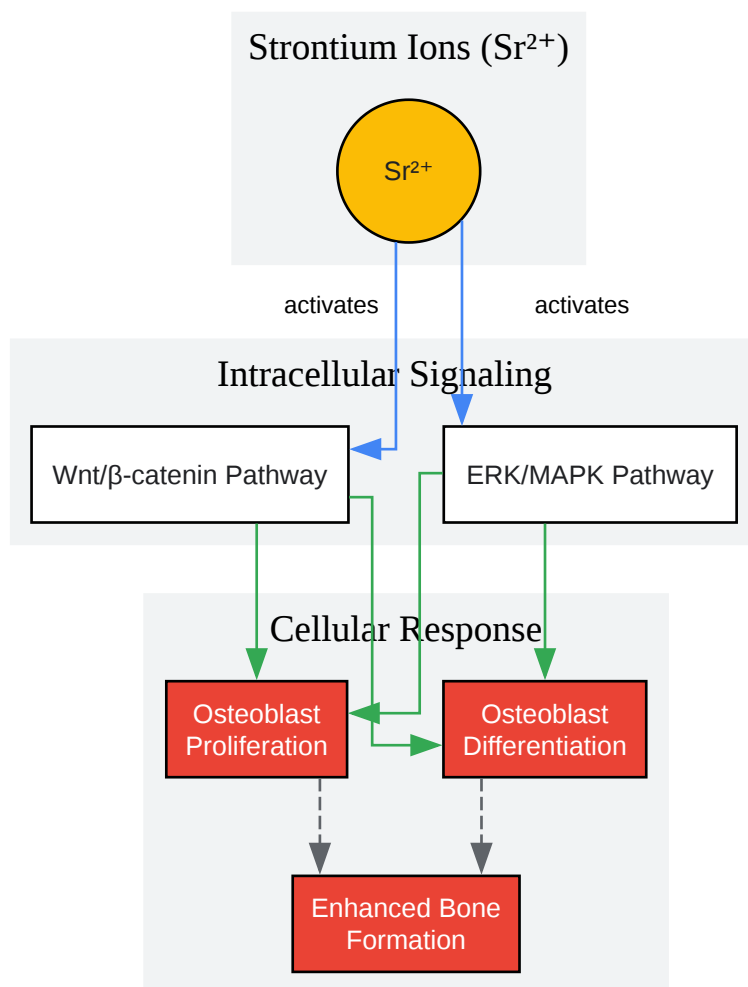 Strontium Ions (Sr²⁺)
Sr²⁺
activates
activates
Intracellular Signaling
Wnt/β-catenin Pathway
ERK/MAPK Pathway
Cellular Response
Osteoblast
Proliferation
Osteoblast
Differentiation
Enhanced Bone
Formation